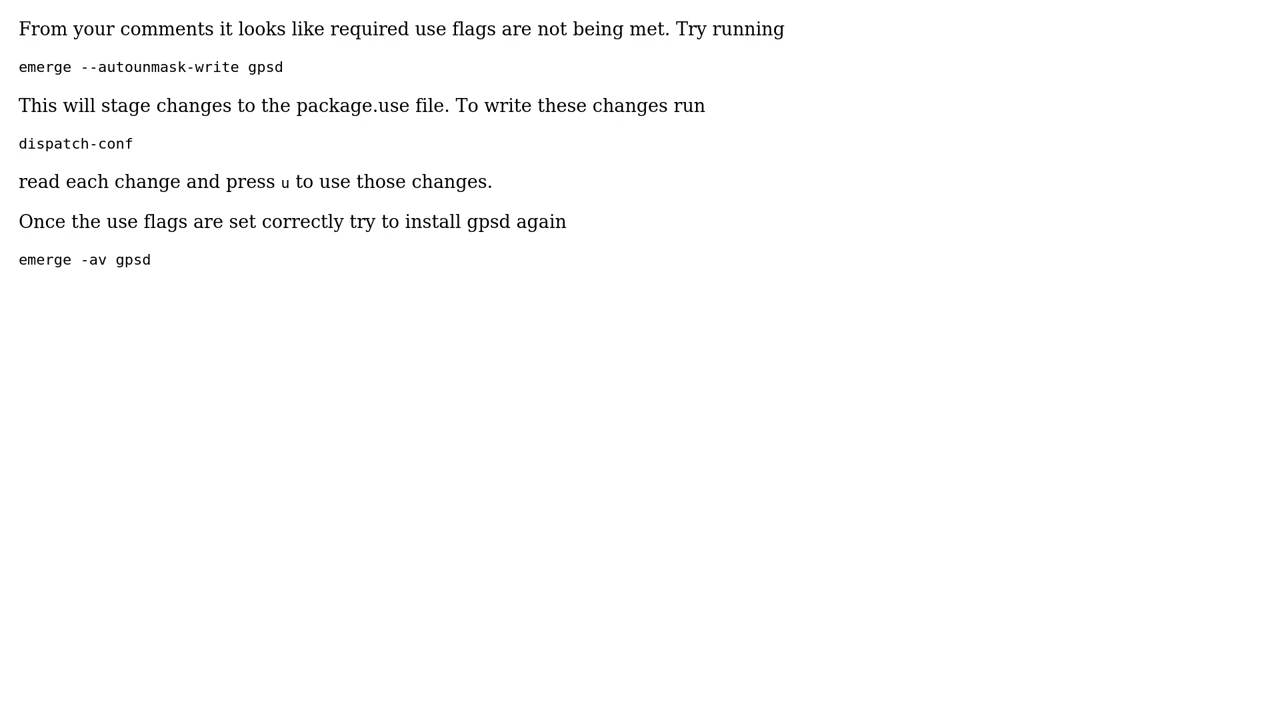 From your comments it looks like required use flags are not being met. Try running
emerge --autounmask-write gpsd
This will stage changes to the package.use file. To write these changes run
dispatch-conf
read each change and press u to use those changes.
Once the use flags are set correctly try to install gpsd again
emerge -av gpsd